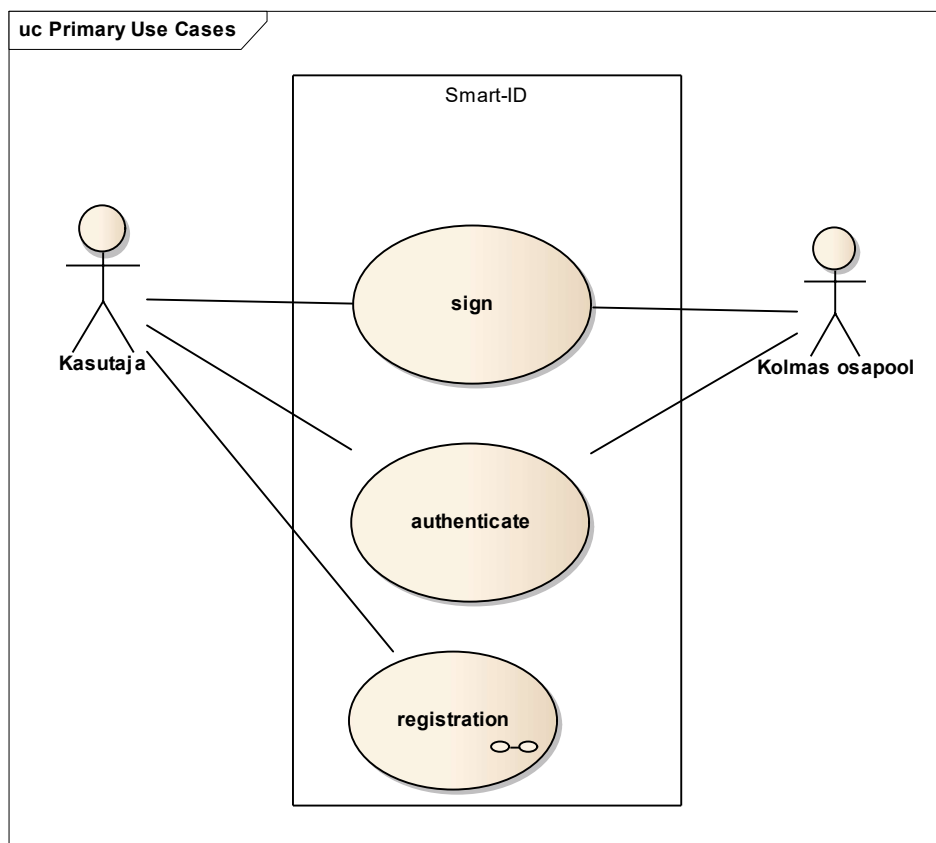 uc Primary Use Cases
Smart-ID
sign
Kasutaja
Kolmas osapool
authenticate
registration